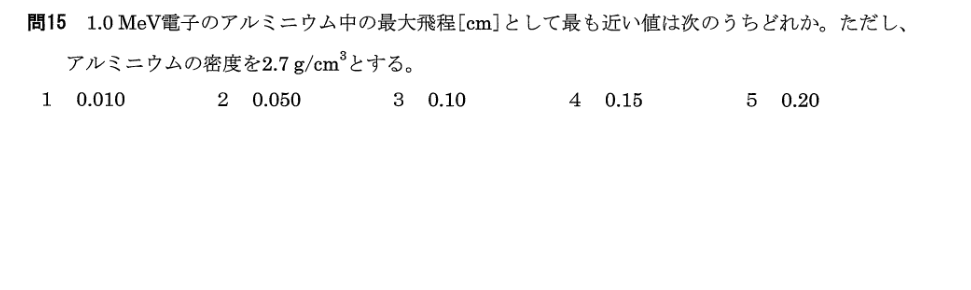 問15 1.0 MeV電子のアルミニウム中の最大飛程[cm]として最も近い値は次のうちどれか。ただし、
アルミニウムの密度を2.7 g/cm³とする。
1 0.010 2 0.050 3 0.10 4 0.15 5 0.20